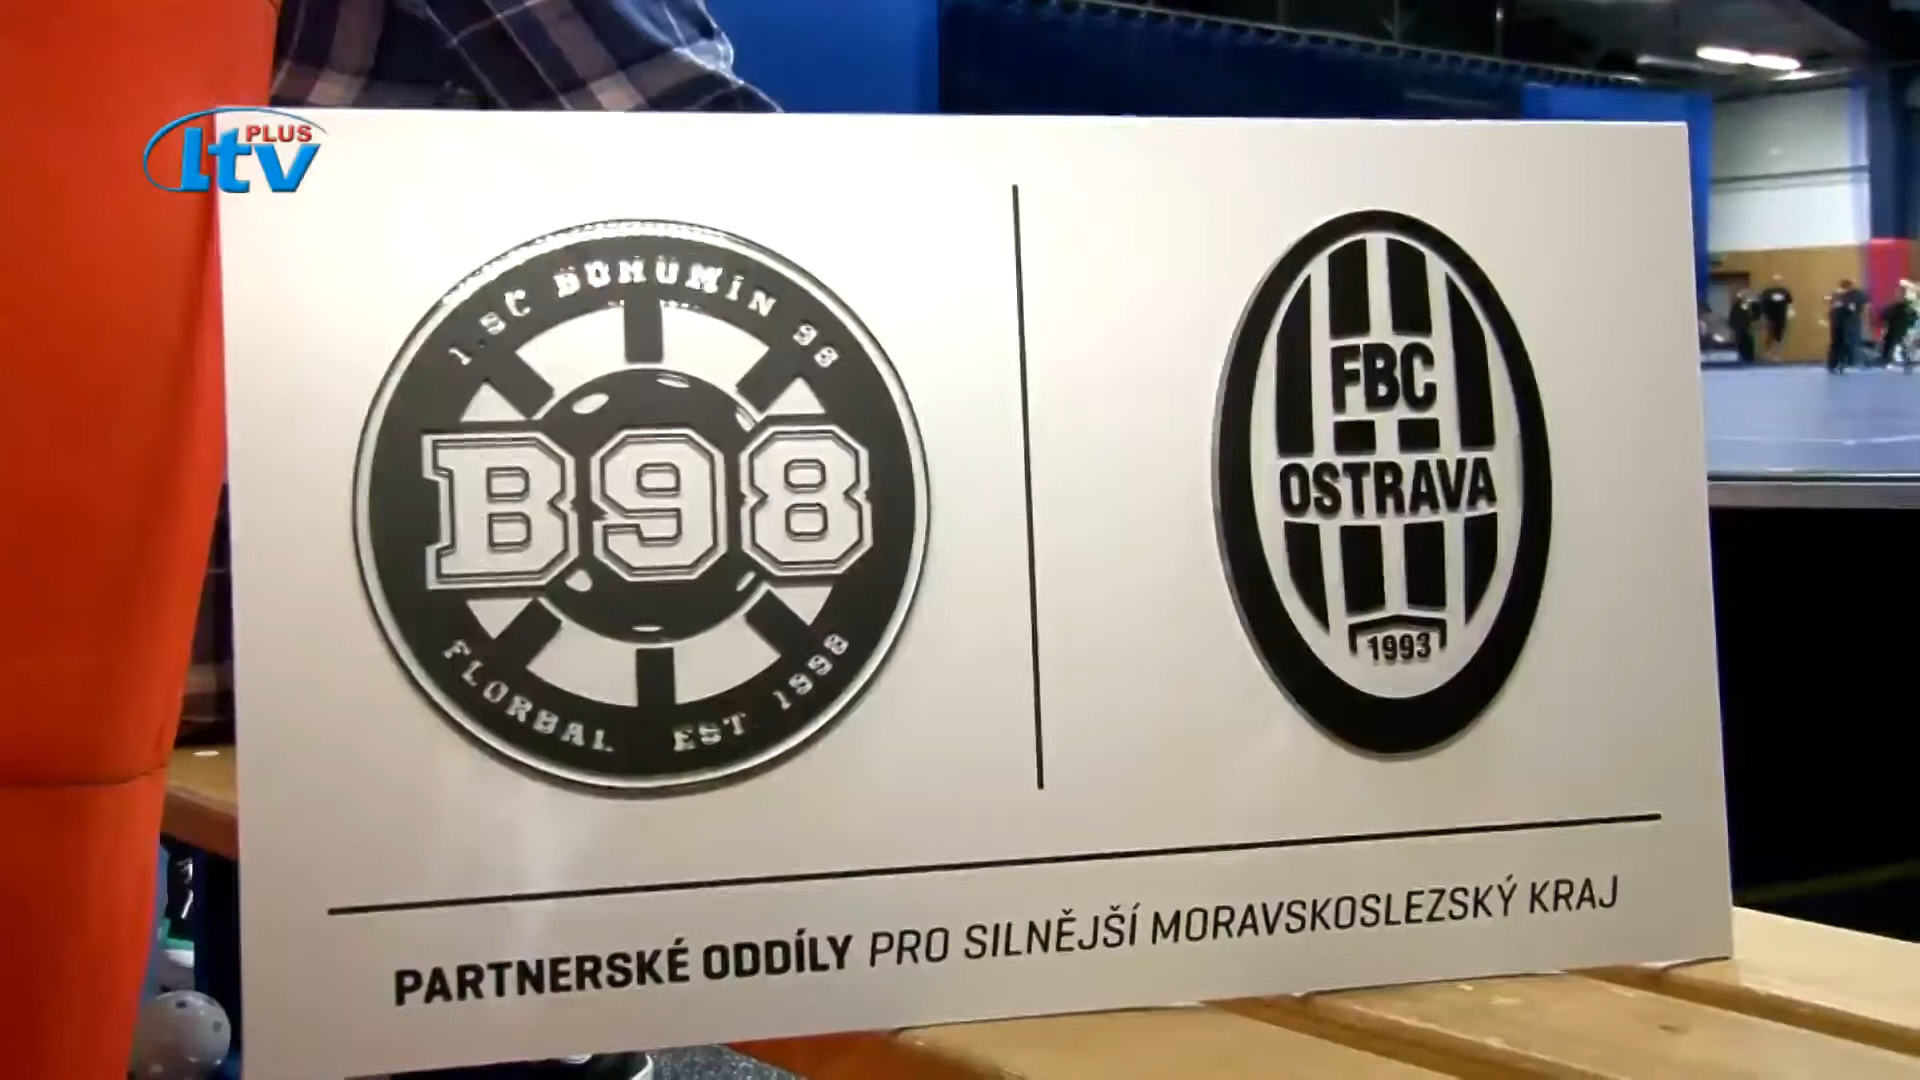 ltv PLUS
1.SC BOHUMÍN 98
B98
FLORBAL EST 1998
FBC
OSTRAVA
1993
PARTNERSKÉ ODDÍLY PRO SILNĚJŠÍ MORAVSKOSLEZSKÝ KRAJ